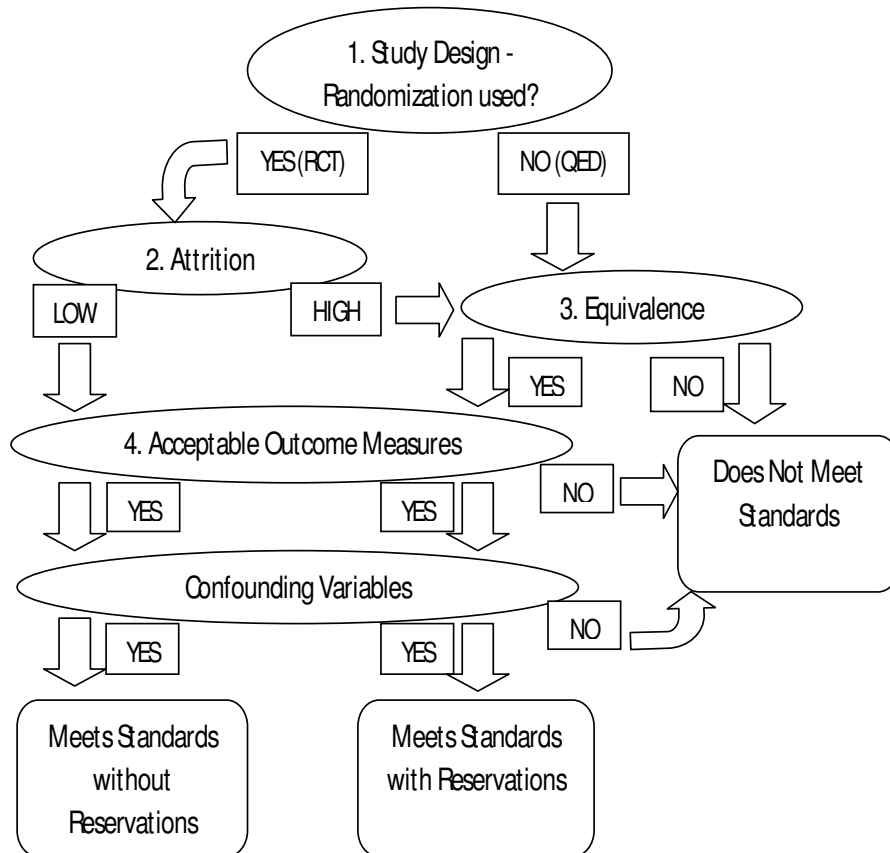 1. Study Design -
Randomization used?
YES (RCT)
NO (QED)
2. Attrition
LOW
HIGH
3. Equivalence
YES
NO
4. Acceptable Outcome Measures
YES
YES
NO
Does Not Meet
Standards
Confounding Variables
YES
YES
NO
Meets Standards
without
Reservations
Meets Standards
with Reservations